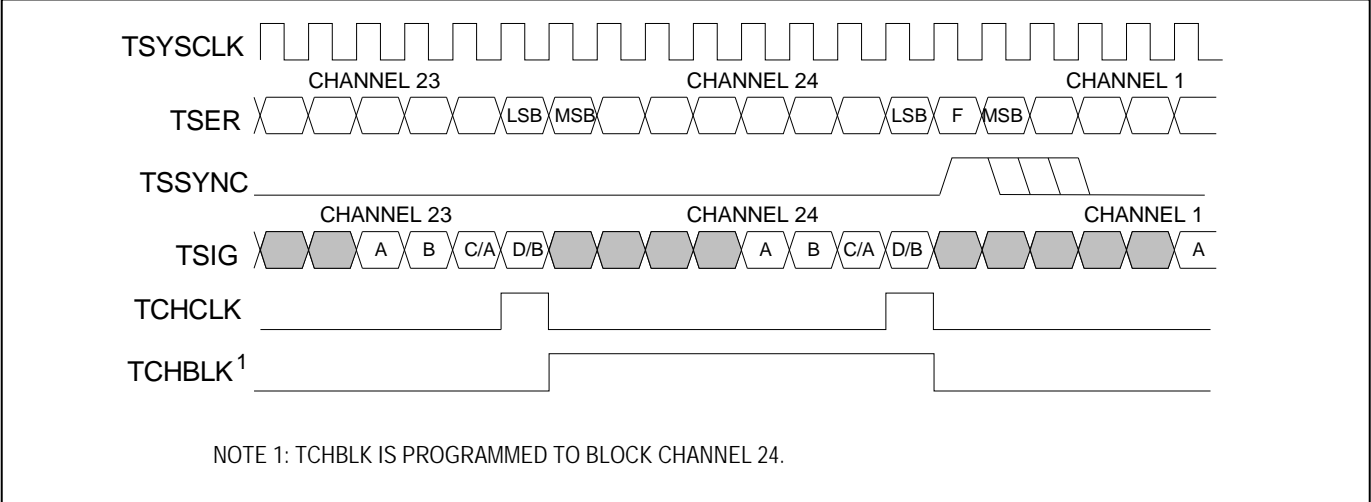 TSYSCLK
CHANNEL 23 CHANNEL 24 CHANNEL 1
TSER LSB MSB LSB F MSB
TSSYNC
CHANNEL 23 CHANNEL 24 CHANNEL 1
TSIG A B C/A D/B A B C/A D/B A
TCHCLK
TCHBLK1
NOTE 1: TCHBLK IS PROGRAMMED TO BLOCK CHANNEL 24.